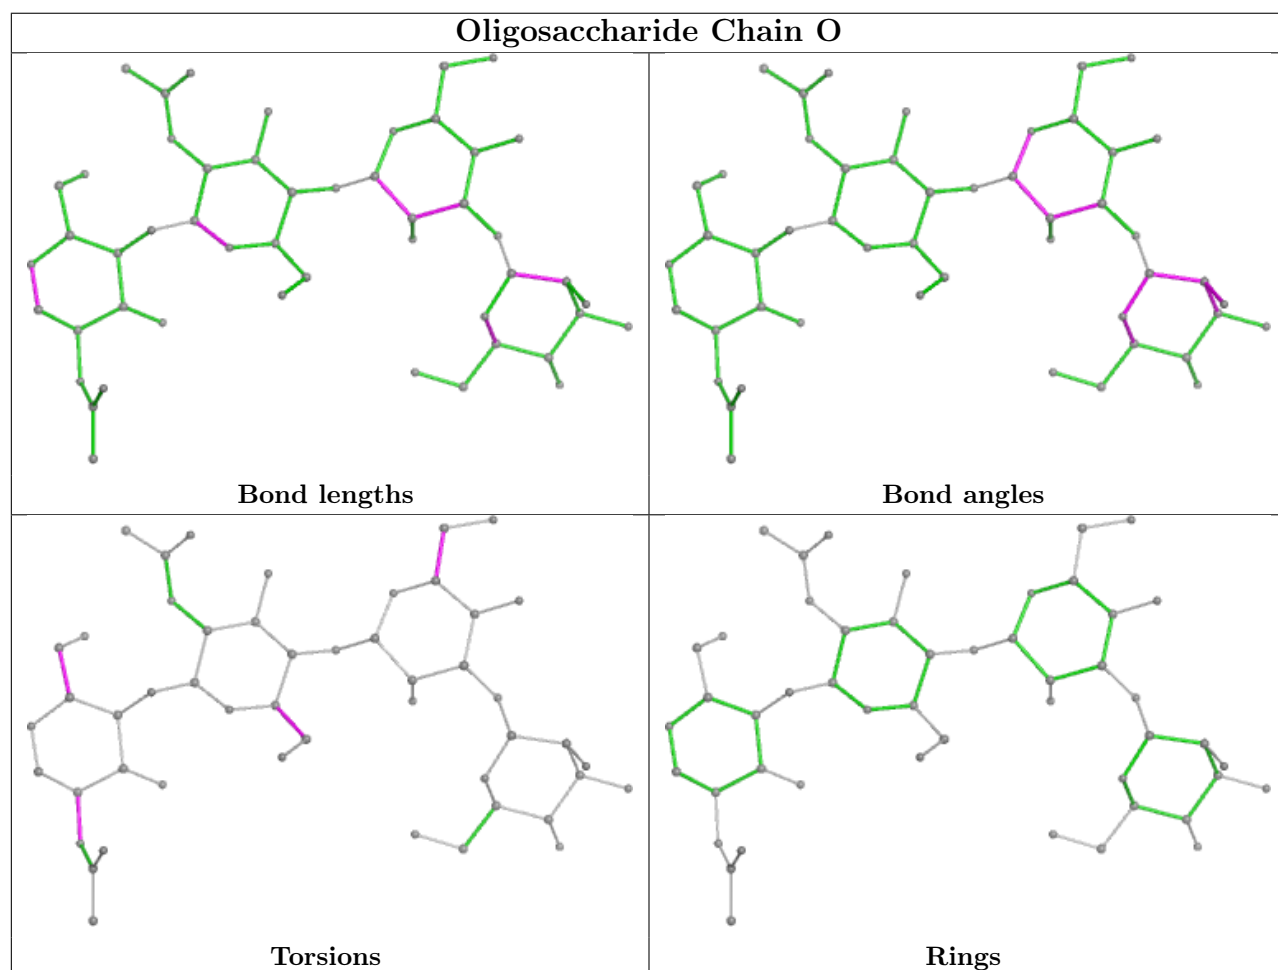 Oligosaccharide Chain O
Bond lengths
Bond angles
Torsions
Rings